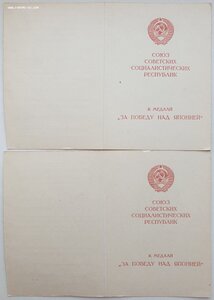 СОЮЗ
СОВЕТСКИХ
СОЦИАЛИСТИЧЕСКИХ
РЕСПУБЛИК
К МЕДАЛИ
„ЗА ПОБЕДУ НАД ЯПОНИЕЙ"
СОЮЗ
СОВЕТСКИХ
СОЦИАЛИСТИЧЕСКИХ
РЕСПУБЛИК
К МЕДАЛИ
„ЗА ПОБЕДУ НАД ЯПОНИЕЙ"